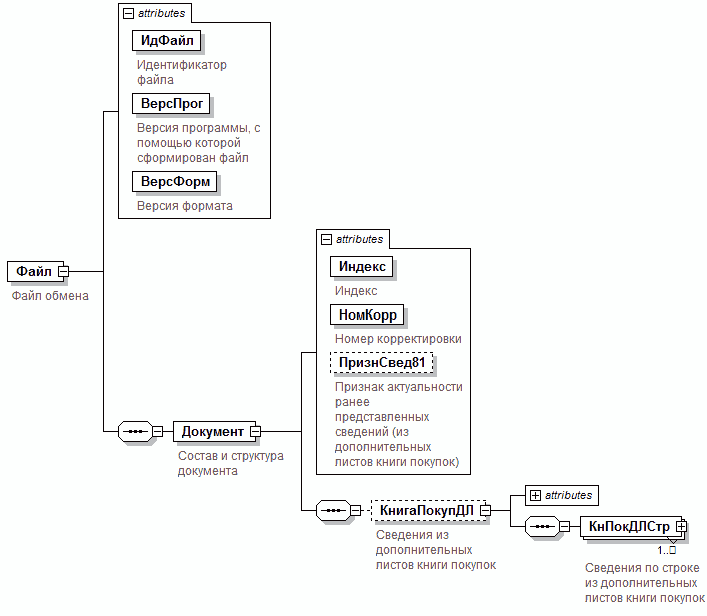 attributes
ИдФайл
Идентификатор
файла
ВерсПрог
Версия программы, с
помощью которой
сформирован файл
ВерсФорм
Версия формата
Файл
Файл обмена
attributes
Индекс
Индекс
НомКорр
Номер корректировки
ПризнСвед81
Признак актуальности
ранее
представленных
сведений (из
дополнительных
листов книги покупок)
Документ
Состав и структура
документа
КнигаПокупДЛ
Сведения из
дополнительных
листов книги покупок
attributes
КнПокДЛСтр
1..
Сведения по строке
из дополнительных
листов книги покупок